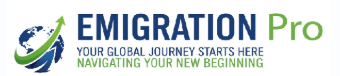 EMIGRATION Pro
YOUR GLOBAL JOURNEY STARTS HERE
NAVIGATING YOUR NEW BEGINNING